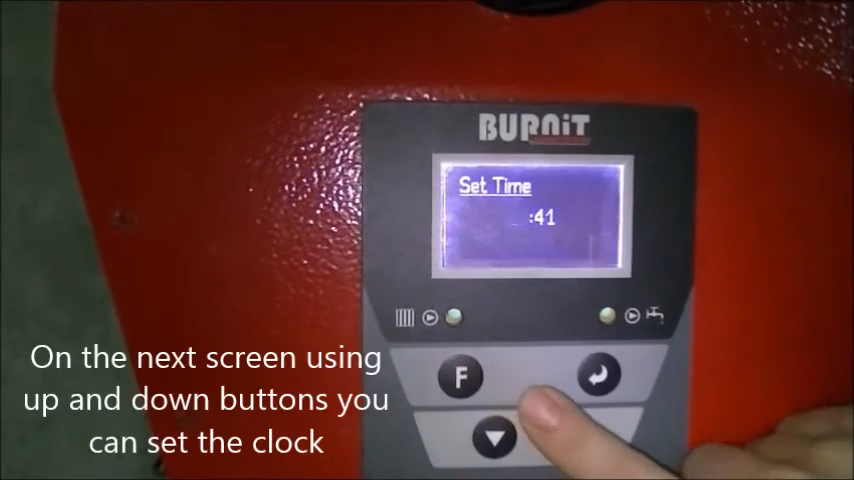 BURNiT
Set Time
:41
F
On the next screen using
up and down buttons you
can set the clock